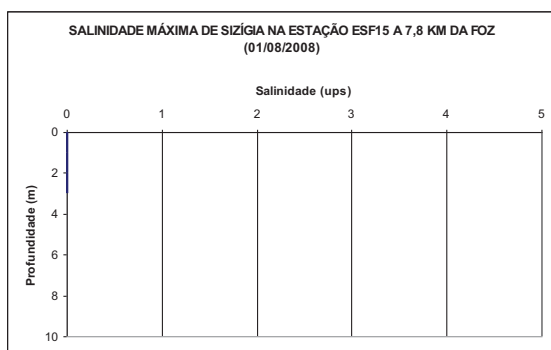 SALINIDADE MÁXIMA DE SIZÍGIA NA ESTAÇÃO ESF15 A 7,8 KM DA FOZ
(01/08/2008)
Salinidade (ups)
0 1 2 3 4 5
Profundidade (m)
0
2
4
6
8
10